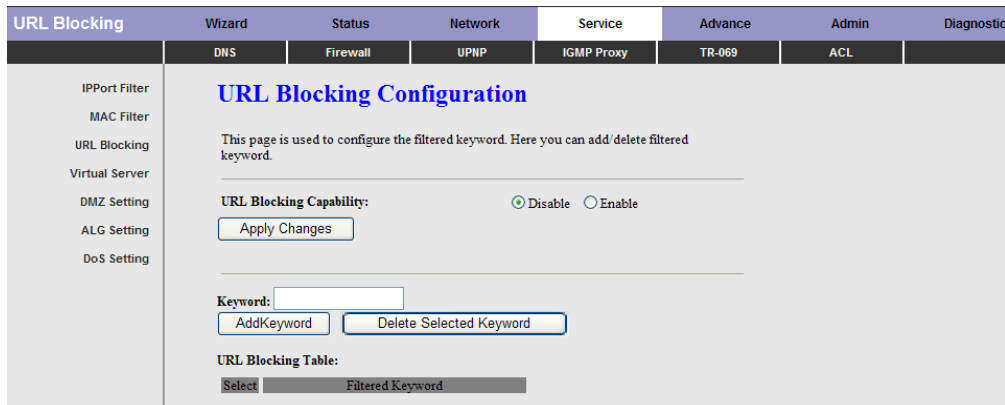 URL Blocking
Wizard Status Network Service Advance Admin Diagnostic
DNS Firewall UPNP IGMP Proxy TR-069 ACL
IPPort Filter
MAC Filter
URL Blocking
Virtual Server
DMZ Setting
ALG Setting
DoS Setting
URL Blocking Configuration
This page is used to configure the filtered keyword. Here you can add/delete filtered
keyword.
URL Blocking Capability: Disable Enable
Apply Changes
Keyword:
AddKeyword Delete Selected Keyword
URL Blocking Table:
Select Filtered Keyword